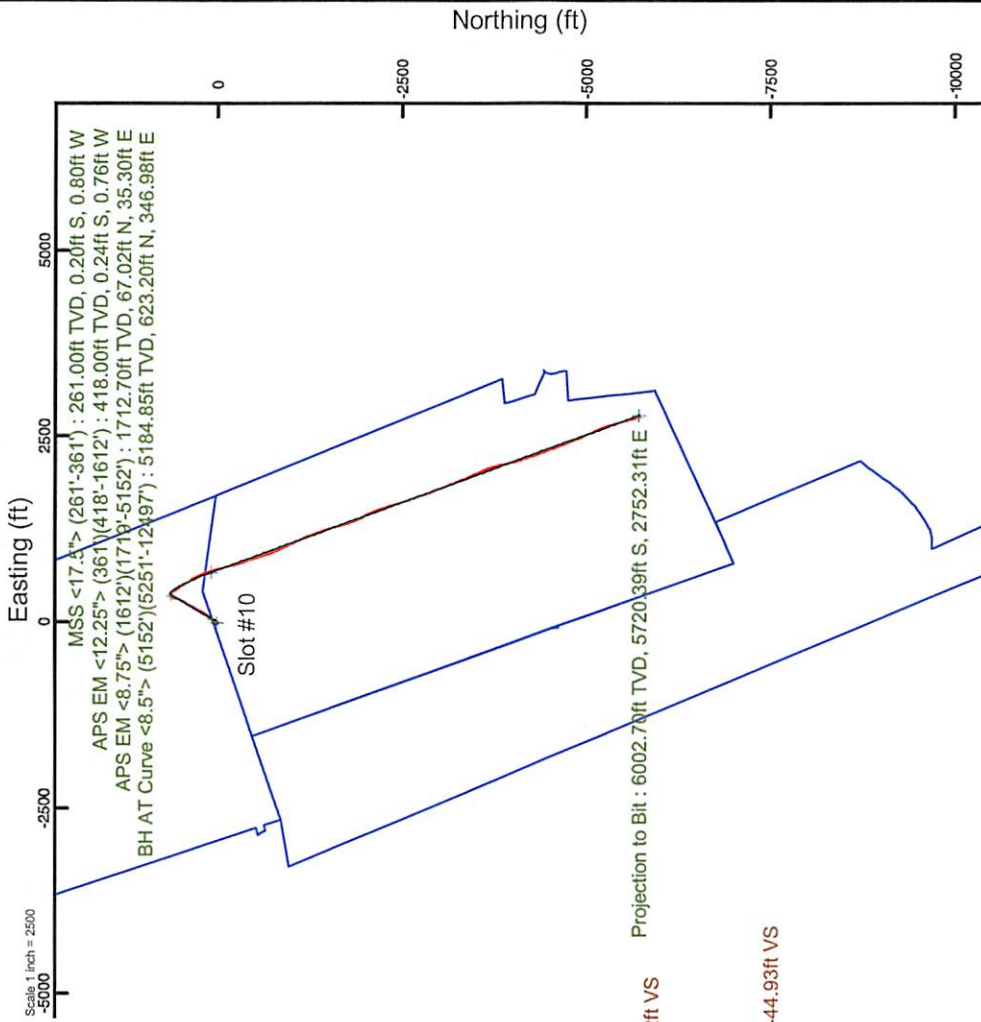 Northing (ft)
0
-2500
-5000
-7500
-10000
Easting (ft)
5000
2500
0
-2500
-5000
Scale 1 inch = 2500
MSS <17.5"> (261'-361') : 261.00ft TVD, 0.20ft S, 0.80ft W
APS EM <12.25"> (361')(418'-1612') : 418.00ft TVD, 0.24ft S, 0.76ft W
APS EM <8.75"> (1612')(1719'-5152') : 1712.70ft TVD, 67.02ft N, 35.30ft E
BH AT Curve <8.5"> (5152')(5251'-12497') : 5184.85ft TVD, 623.20ft N, 346.98ft E
Slot #10
Projection to Bit : 6002.70ft TVD, 5720.39ft S, 2752.31ft E
ft VS
-44.93ft VS